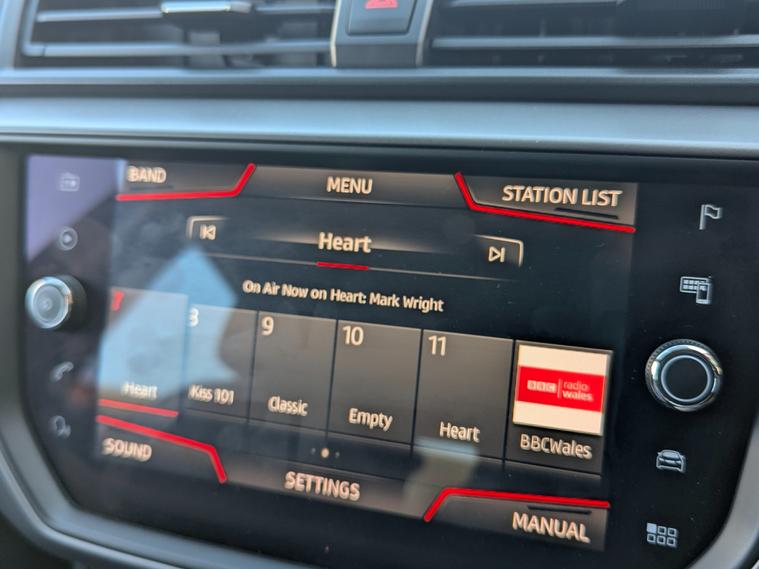 BAND
MENU
STATION LIST
Heart
On Air Now on Heart: Mark Wright
7
8
9
10
11
Heart
Kiss 101
Classic
Empty
Heart
BBC radio wales
BBCWales
SOUND
SETTINGS
MANUAL